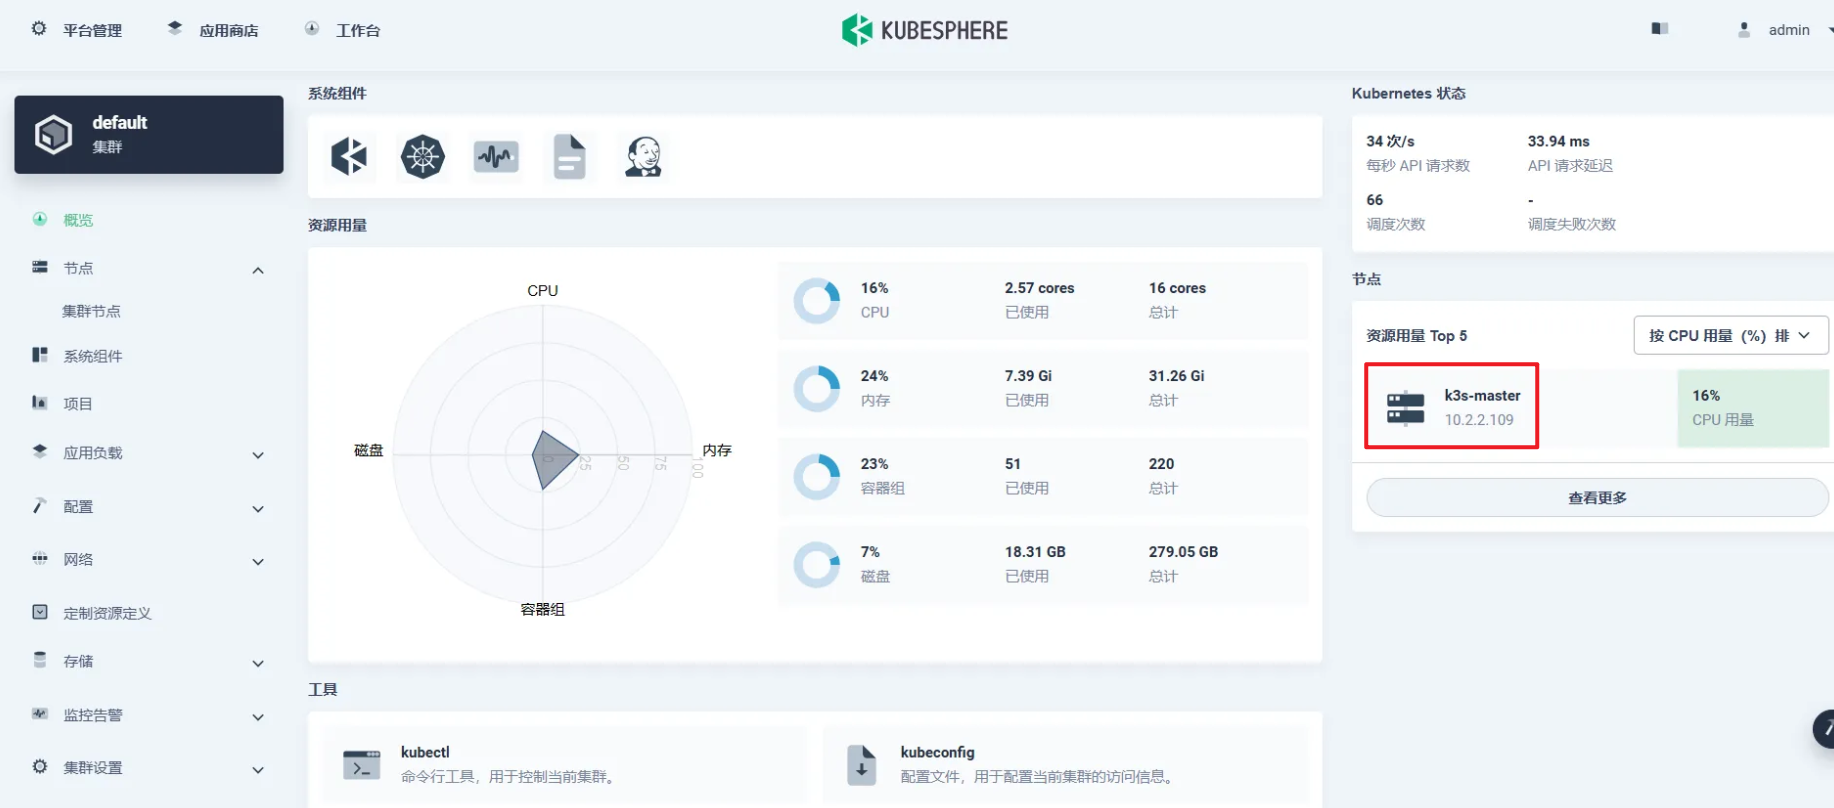 平台管理
应用商店
工作台
KUBESPHERE
admin
default
集群
概览
节点
集群节点
系统组件
项目
应用负载
配置
网络
定制资源定义
存储
监控告警
集群设置
系统组件
资源用量
CPU
磁盘
内存
容器组
0 25 50 75 100
16% 2.57 cores 16 cores
CPU 已使用 总计
24% 7.39 Gi 31.26 Gi
内存 已使用 总计
23% 51 220
容器组 已使用 总计
7% 18.31 GB 279.05 GB
磁盘 已使用 总计
工具
kubectl
命令行工具，用于控制当前集群。
kubeconfig
配置文件，用于配置当前集群的访问信息。
Kubernetes 状态
34 次/s 33.94 ms
每秒 API 请求数 API 请求延迟
66 -
调度次数 调度失败次数
节点
资源用量 Top 5
按 CPU 用量（%）排
k3s-master
10.2.2.109
16%
CPU 用量
查看更多